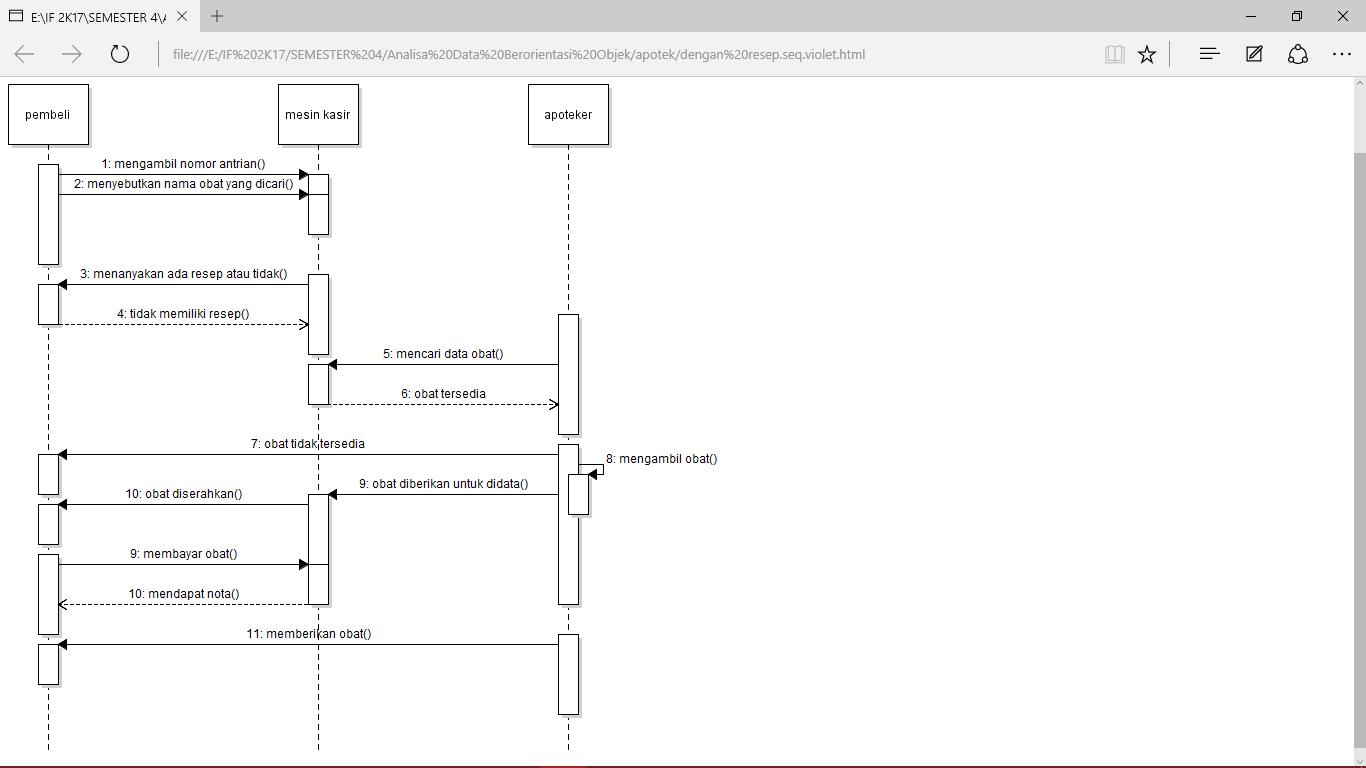 E:\IF 2K17\SEMESTER 4\A
file:///E:/IF%202K17/SEMESTER%204/Analisa%20Data%20Berorientasi%20Objek/apotek/dengan%20resep.seq.violet.html
pembeli
mesin kasir
apoteker
1: mengambil nomor antrian()
2: menyebutkan nama obat yang dicari()
3: menanyakan ada resep atau tidak()
4: tidak memiliki resep()
5: mencari data obat()
6: obat tersedia
7: obat tidak tersedia
8: mengambil obat()
9: obat diberikan untuk didata()
10: obat diserahkan()
9: membayar obat()
10: mendapat nota()
11: memberikan obat()